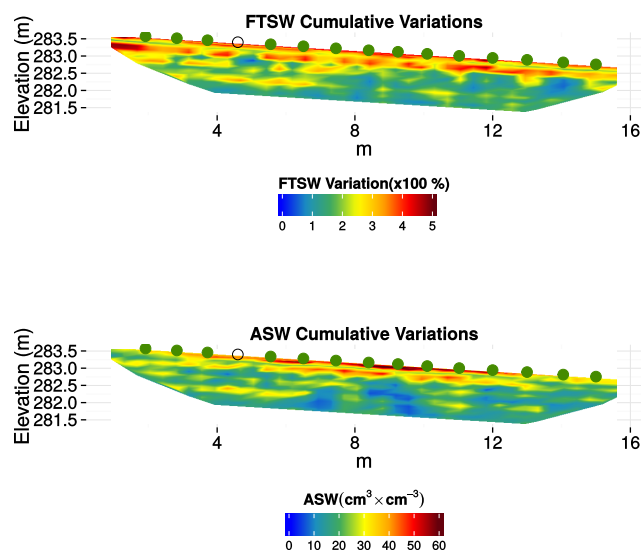 FTSW Cumulative Variations
Elevation (m)
283.5
283.0
282.5
282.0
281.5
4 8 12 16
m
FTSW Variation(x100 %)
0 1 2 3 4 5
ASW Cumulative Variations
Elevation (m)
283.5
283.0
282.5
282.0
281.5
4 8 12 16
m
ASW(cm³×cm⁻³)
0 10 20 30 40 50 60